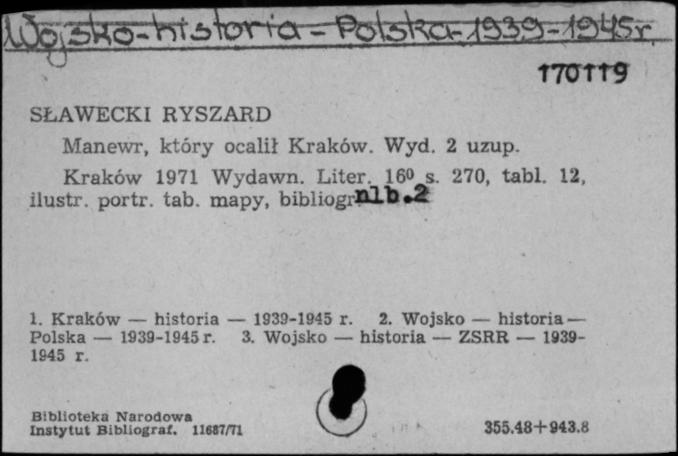 Wojsko-historia-Polska-1939-1945r.
170119
SŁAWECKI RYSZARD
Manewr, który ocalił Kraków. Wyd. 2 uzup.
Kraków 1971 Wydawn. Liter. 16⁰ s. 270, tabl. 12,
ilustr. portr. tab. mapy, bibliogr. nlb.2
1. Kraków — historia — 1939-1945 r. 2. Wojsko — historia —
Polska — 1939-1945 r. 3. Wojsko — historia — ZSRR — 1939-
1945 r.
Biblioteka Narodowa
Instytut Bibliograf. 11687/71
355.48+943.8